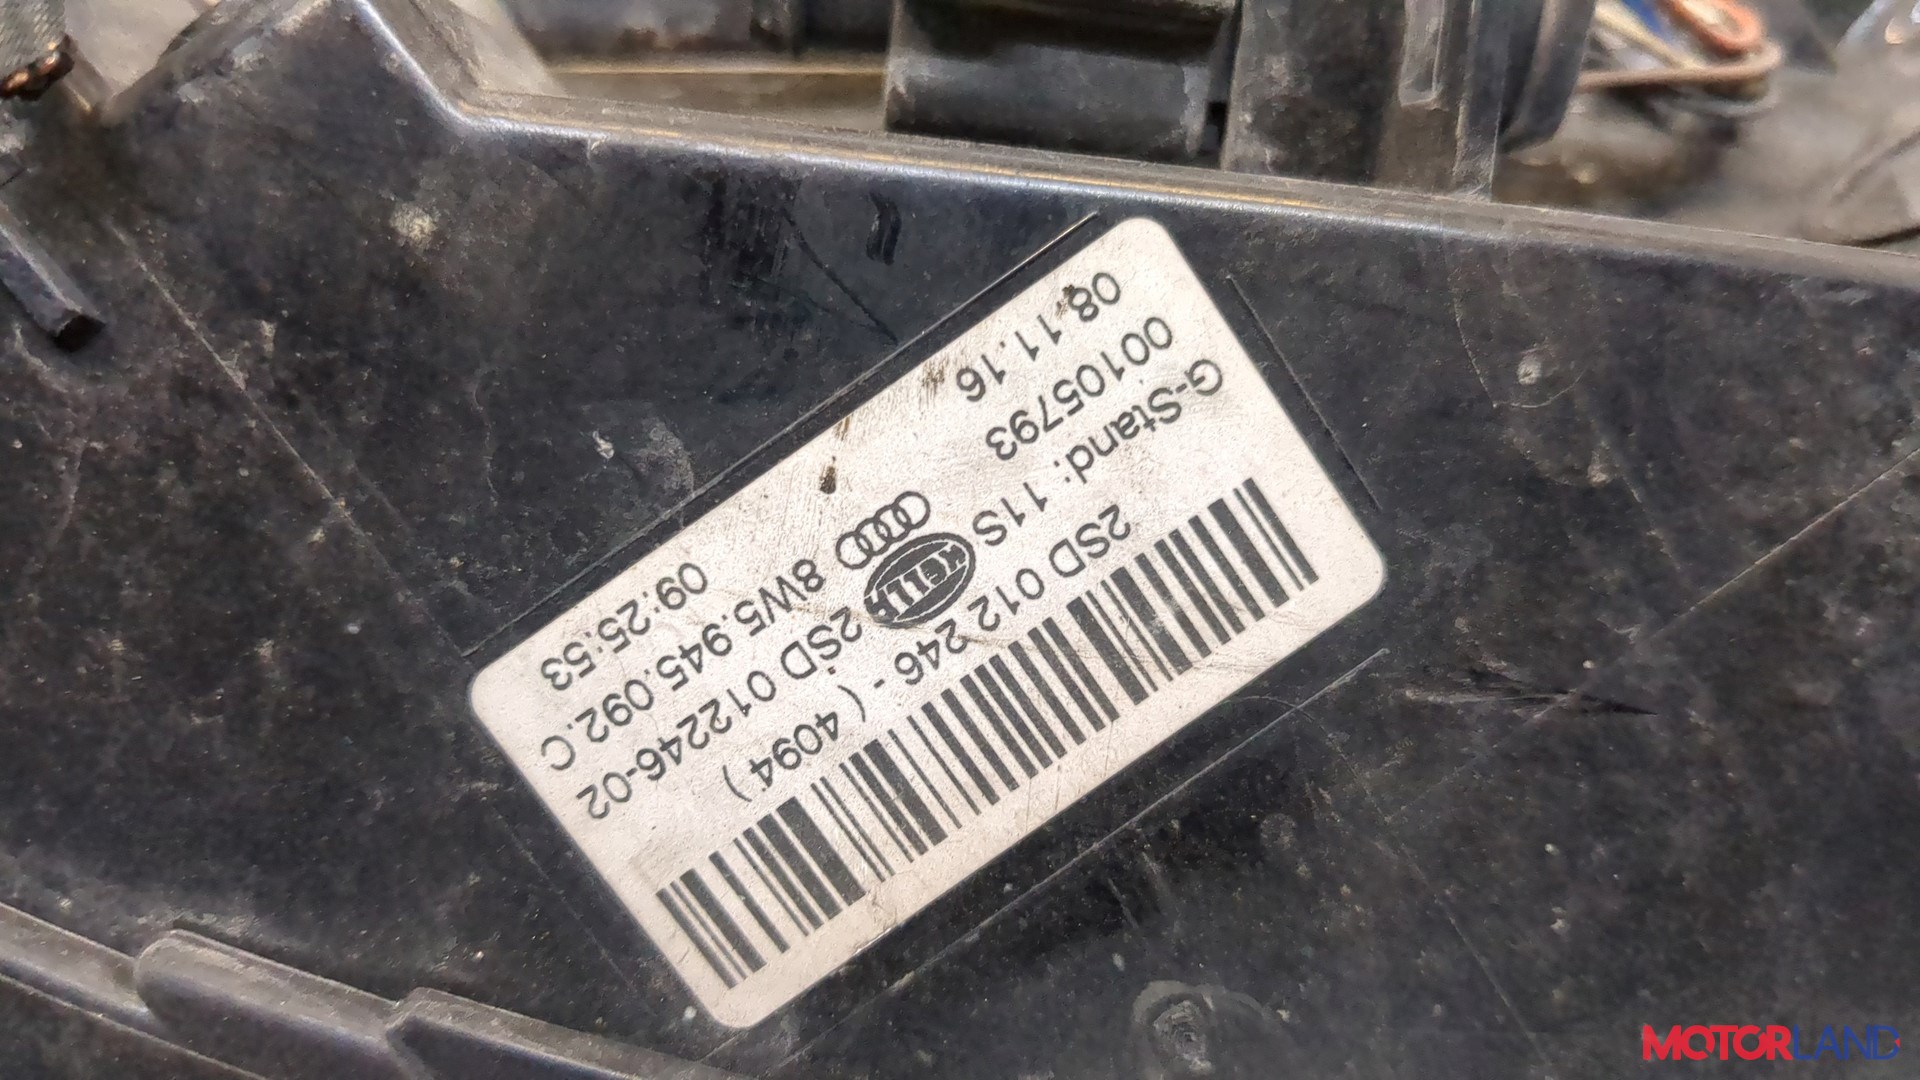 2SD 012 246 - ( 4094 )
G-Stand: 11S
HELLA
2SD 012246-02
00105793
8W5.945.092.C
08.11.16
09:25:53
MOTORLAND